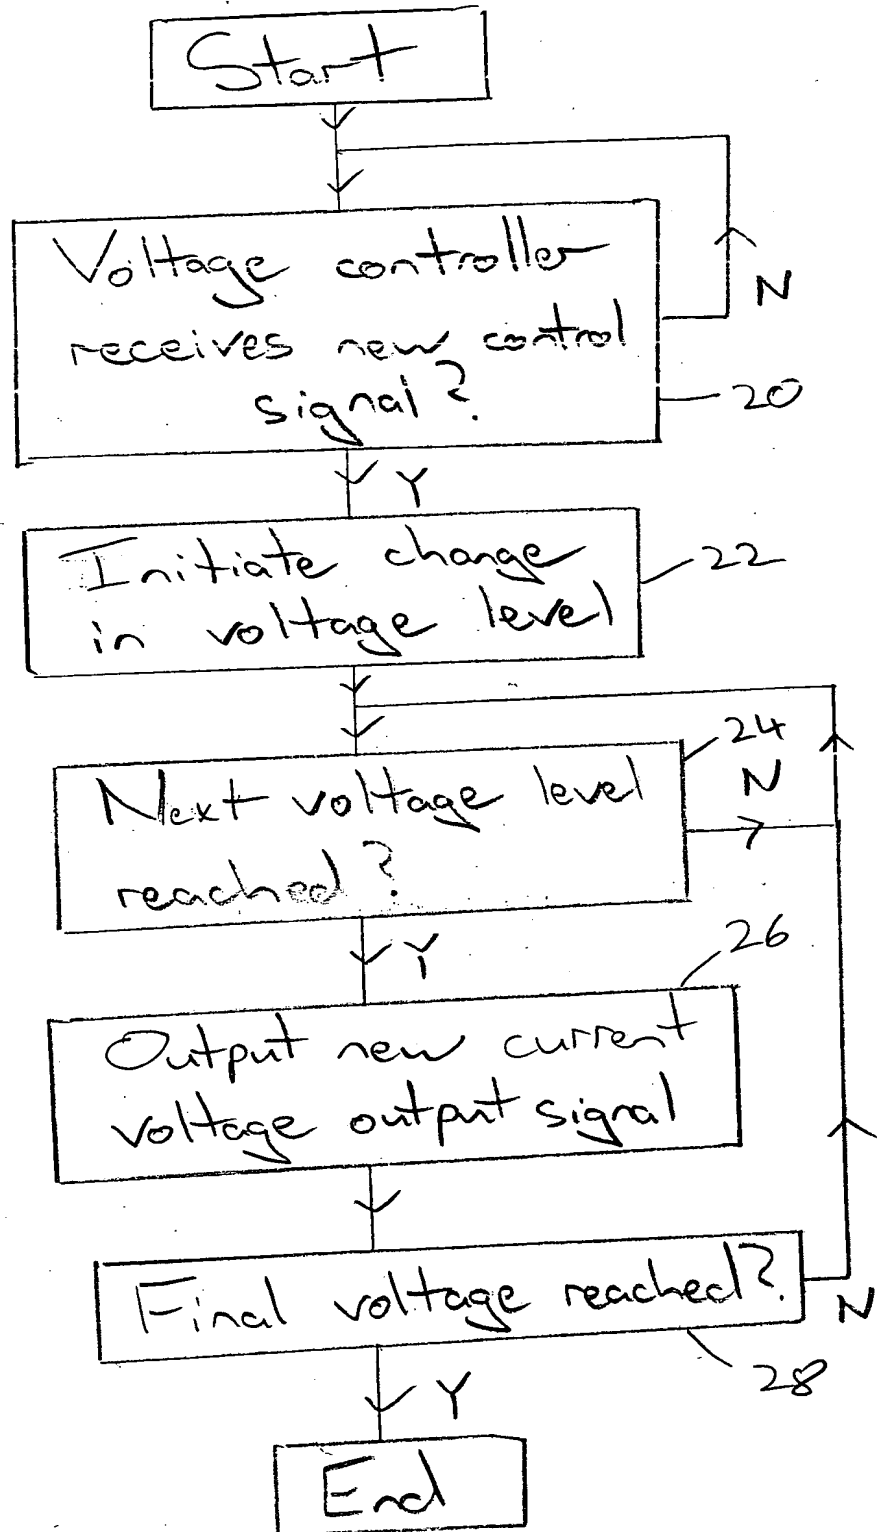 Start
Voltage controller
receives new control
signal?
N
20
Y
Initiate change
in voltage level
22
24
Next voltage level
reached?
N
Y
26
Output new current
voltage output signal
Final voltage reached?
N
28
Y
End